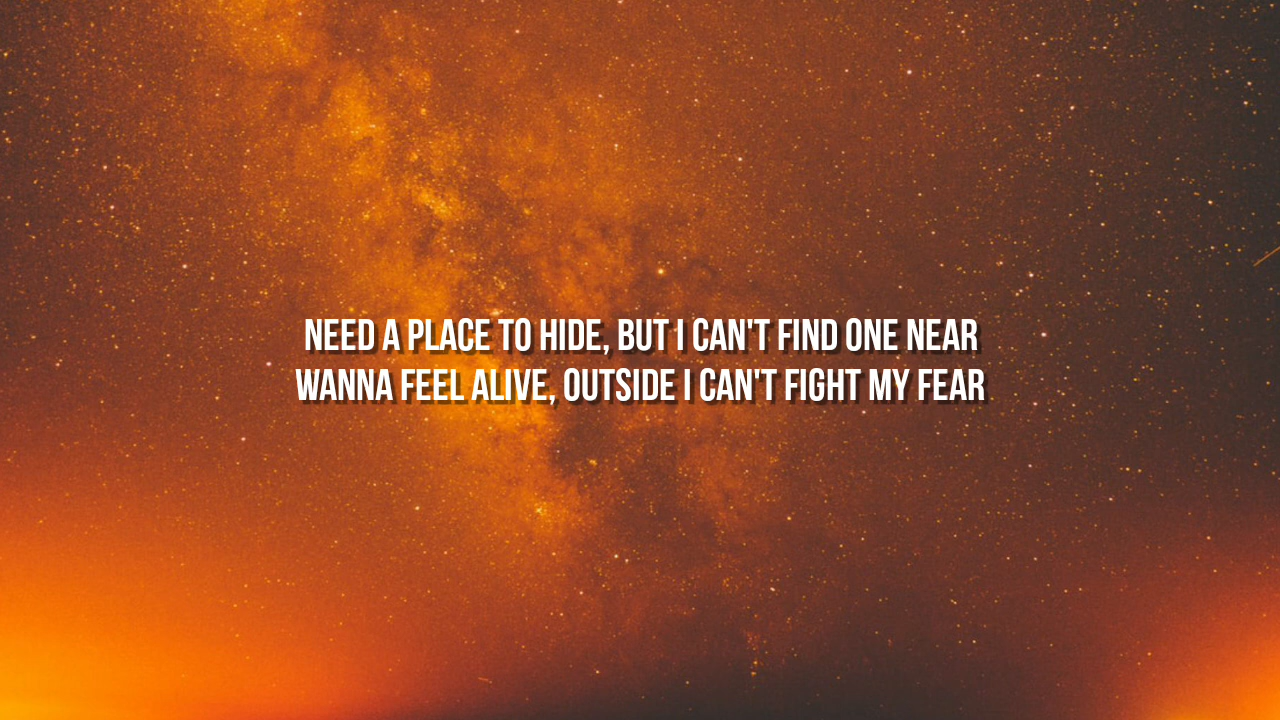 NEED A PLACE TO HIDE, BUT I CAN'T FIND ONE NEAR
WANNA FEEL ALIVE, OUTSIDE I CAN'T FIGHT MY FEAR